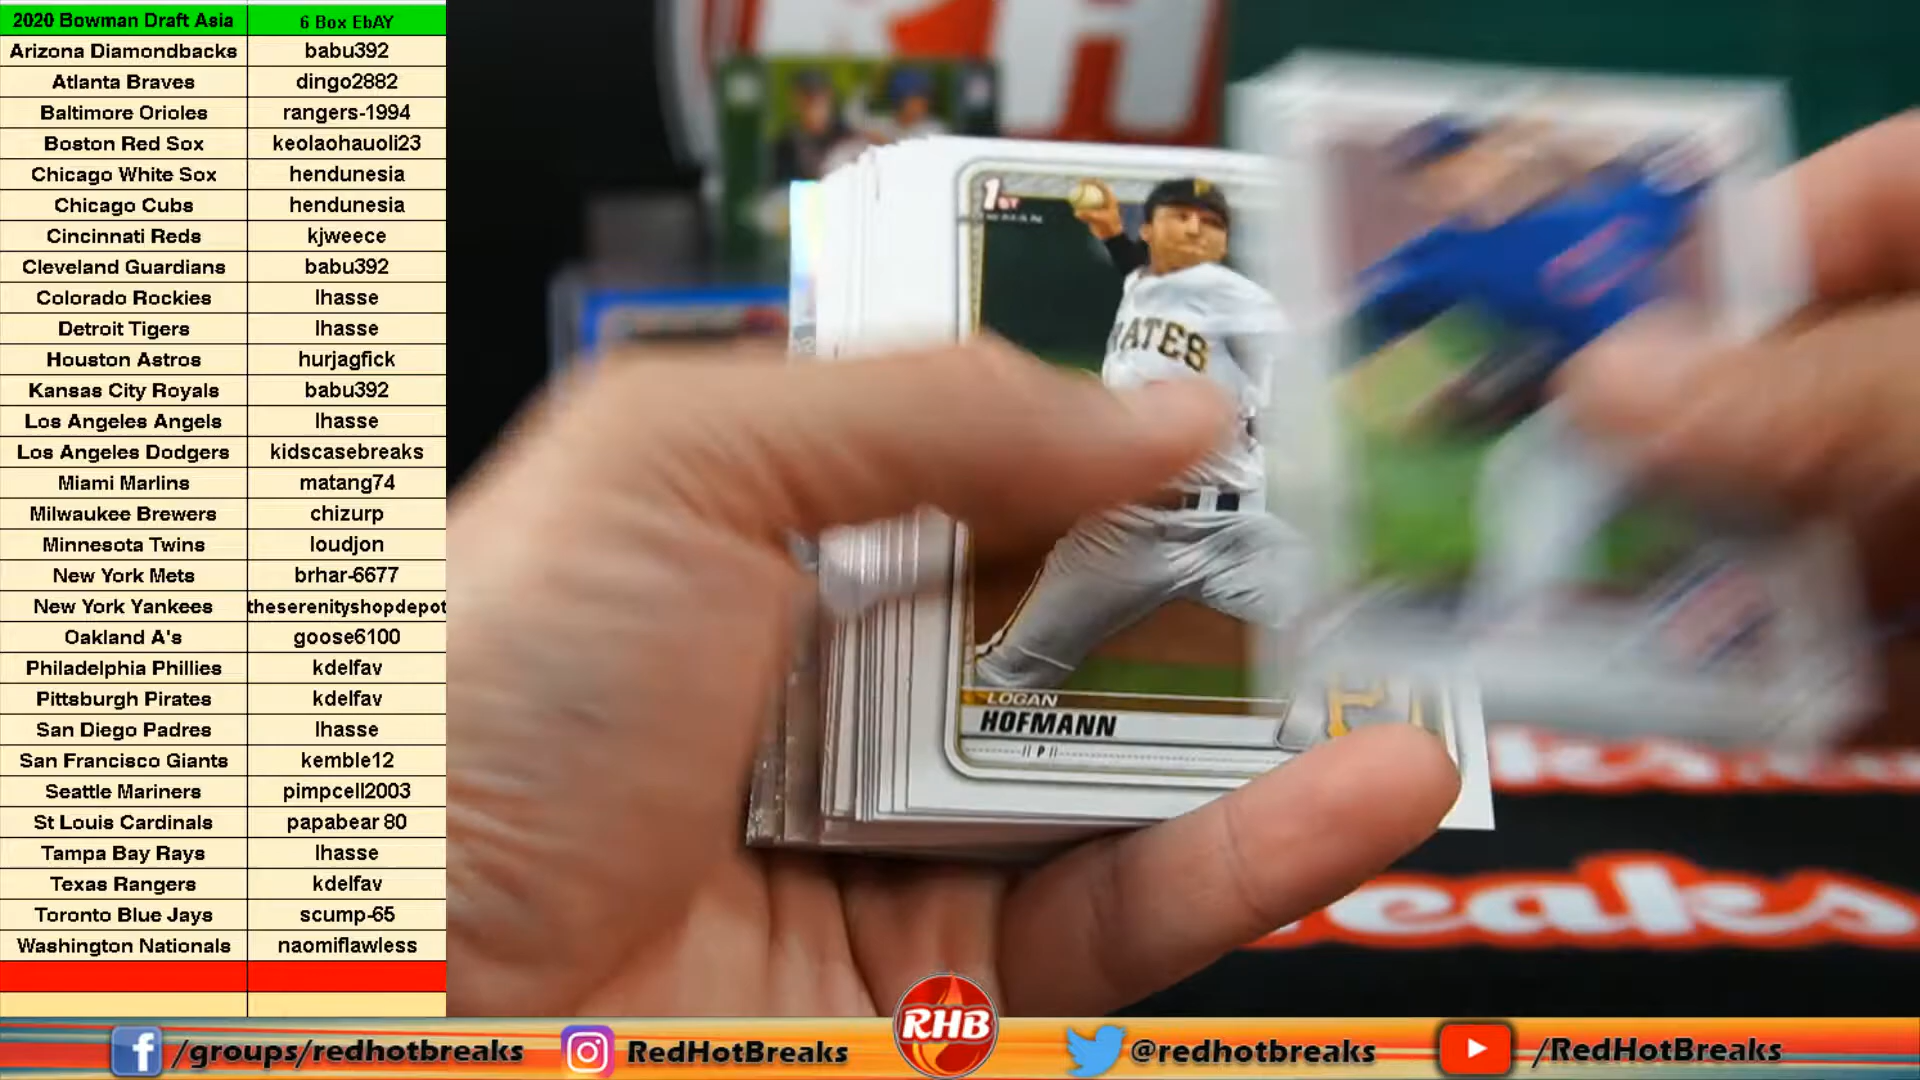 2020 Bowman Draft Asia 6 Box EbAY
Arizona Diamondbacks babu392
Atlanta Braves dingo2882
Baltimore Orioles rangers-1994
Boston Red Sox keolaohauoli23
Chicago White Sox hendunesia
Chicago Cubs hendunesia
Cincinnati Reds kjweece
Cleveland Guardians babu392
Colorado Rockies lhasse
Detroit Tigers lhasse
Houston Astros hurjagfick
Kansas City Royals babu392
Los Angeles Angels lhasse
Los Angeles Dodgers kidscasebreaks
Miami Marlins matang74
Milwaukee Brewers chizurp
Minnesota Twins loudjon
New York Mets brhar-6677
New York Yankees theserenityshopdepot
Oakland A's goose6100
Philadelphia Phillies kdelfav
Pittsburgh Pirates kdelfav
San Diego Padres lhasse
San Francisco Giants kemble12
Seattle Mariners pimpcell2003
St Louis Cardinals papabear 80
Tampa Bay Rays lhasse
Texas Rangers kdelfav
Toronto Blue Jays scump-65
Washington Nationals naomiflawless
RH
1ST
LOGAN
HOFMANN
P
eaks
/groups/redhotbreaks
RedHotBreaks
RHB
@redhotbreaks
/RedHotBreaks